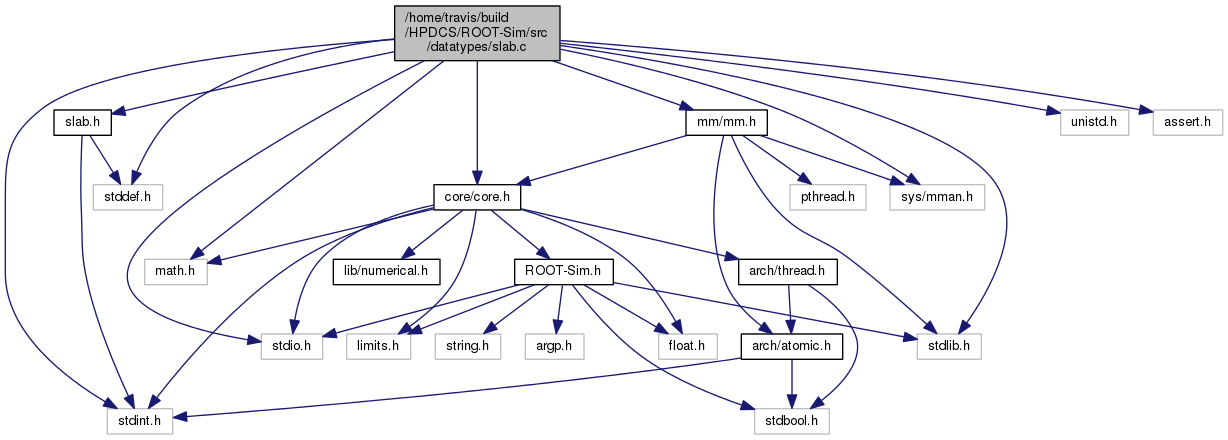 /home/travis/build
/HPDCS/ROOT-Sim/src
/datatypes/slab.c
slab.h
mm/mm.h
unistd.h
assert.h
stddef.h
core/core.h
pthread.h
sys/mman.h
math.h
lib/numerical.h
ROOT-Sim.h
arch/thread.h
stdio.h
limits.h
string.h
argp.h
float.h
arch/atomic.h
stdlib.h
stdint.h
stdbool.h